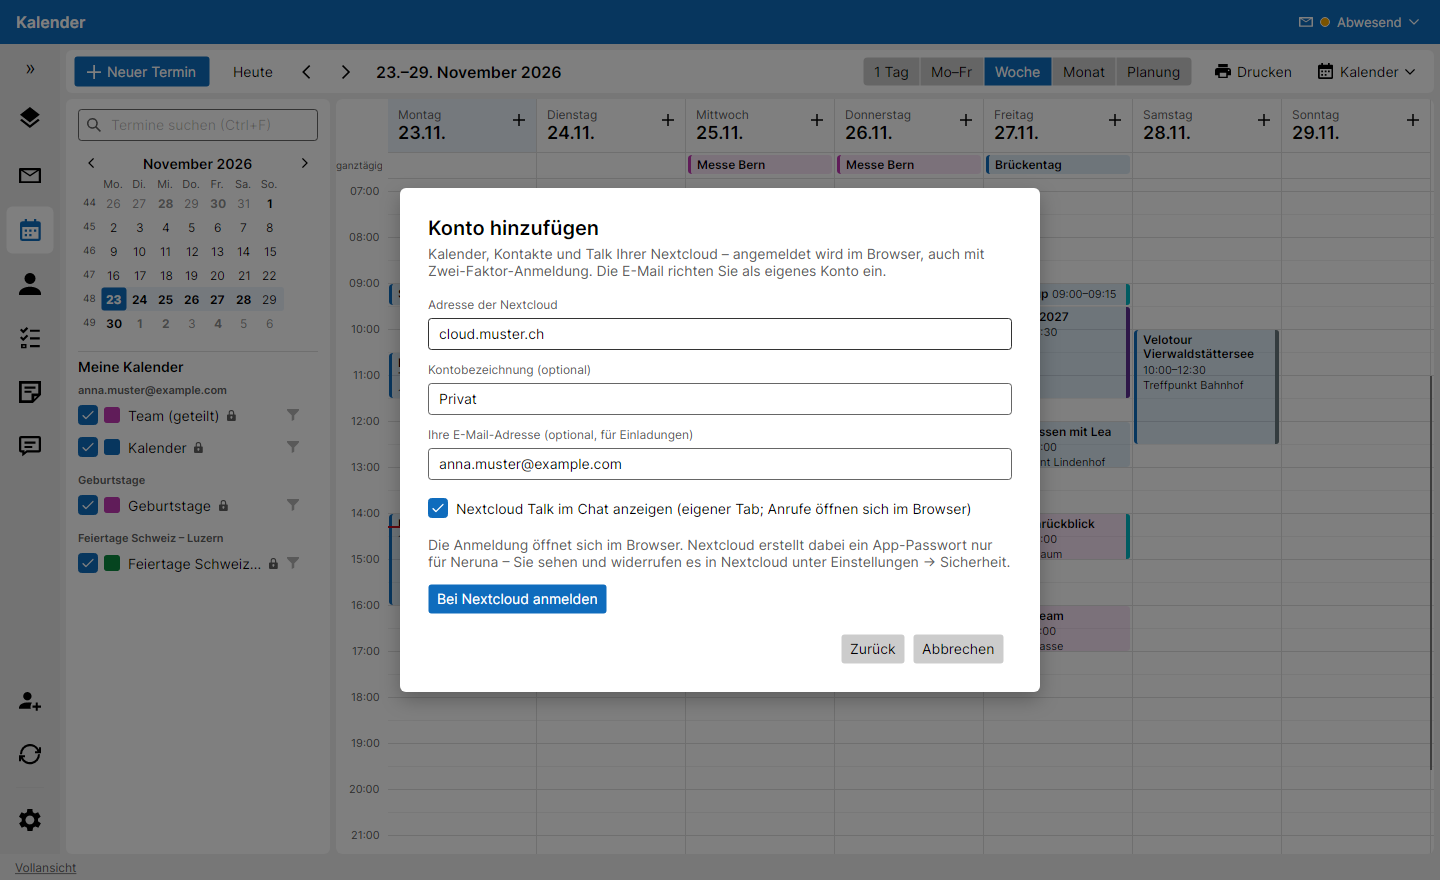 Kalender
Abwesend
Neuer Termin
Heute
23.–29. November 2026
1 Tag
Mo–Fr
Woche
Monat
Planung
Drucken
Kalender
Termine suchen (Ctrl+F)
November 2026
Mo. Di. Mi. Do. Fr. Sa. So.
44 26 27 28 29 30 31 1
45 2 3 4 5 6 7 8
46 9 10 11 12 13 14 15
47 16 17 18 19 20 21 22
48 23 24 25 26 27 28 29
49 30 1 2 3 4 5 6
Meine Kalender
anna.muster@example.com
Team (geteilt)
Kalender
Geburtstage
Geburtstage
Feiertage Schweiz – Luzern
Feiertage Schweiz...
Vollansicht
Montag
23.11.
Dienstag
24.11.
Mittwoch
25.11.
Donnerstag
26.11.
Freitag
27.11.
Samstag
28.11.
Sonntag
29.11.
ganztägig
Messe Bern
Messe Bern
Brückentag
07:00
08:00
09:00
10:00
11:00
12:00
13:00
14:00
15:00
16:00
17:00
18:00
19:00
20:00
21:00
09:00–09:15
2027
:30
ssen mit Lea
:00
nt Lindenhof
rückblick
:00
aum
eam
:00
asse
Velotour
Vierwaldstättersee
10:00–12:30
Treffpunkt Bahnhof
Konto hinzufügen
Kalender, Kontakte und Talk Ihrer Nextcloud – angemeldet wird im Browser, auch mit
Zwei-Faktor-Anmeldung. Die E-Mail richten Sie als eigenes Konto ein.
Adresse der Nextcloud
cloud.muster.ch
Kontobezeichnung (optional)
Privat
Ihre E-Mail-Adresse (optional, für Einladungen)
anna.muster@example.com
Nextcloud Talk im Chat anzeigen (eigener Tab; Anrufe öffnen sich im Browser)
Die Anmeldung öffnet sich im Browser. Nextcloud erstellt dabei ein App-Passwort nur
für Neruna – Sie sehen und widerrufen es in Nextcloud unter Einstellungen → Sicherheit.
Bei Nextcloud anmelden
Zurück
Abbrechen